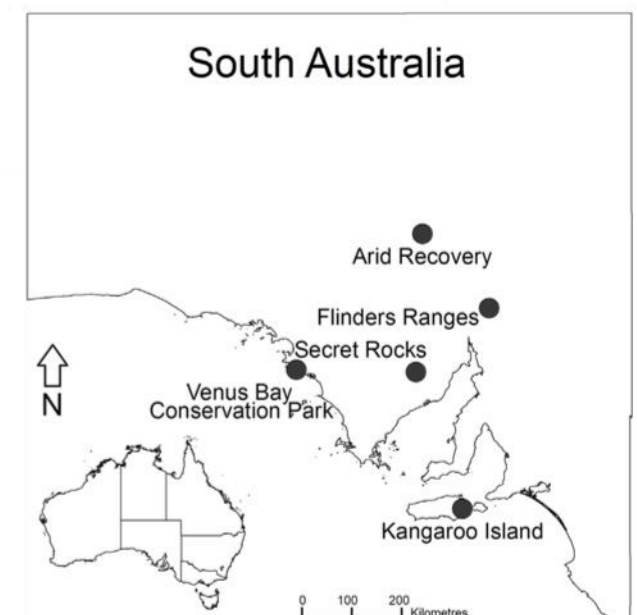 South Australia
Arid Recovery
Flinders Ranges
Secret Rocks
Venus Bay
Conservation Park
N
Kangaroo Island
0 100 200
Kilometres